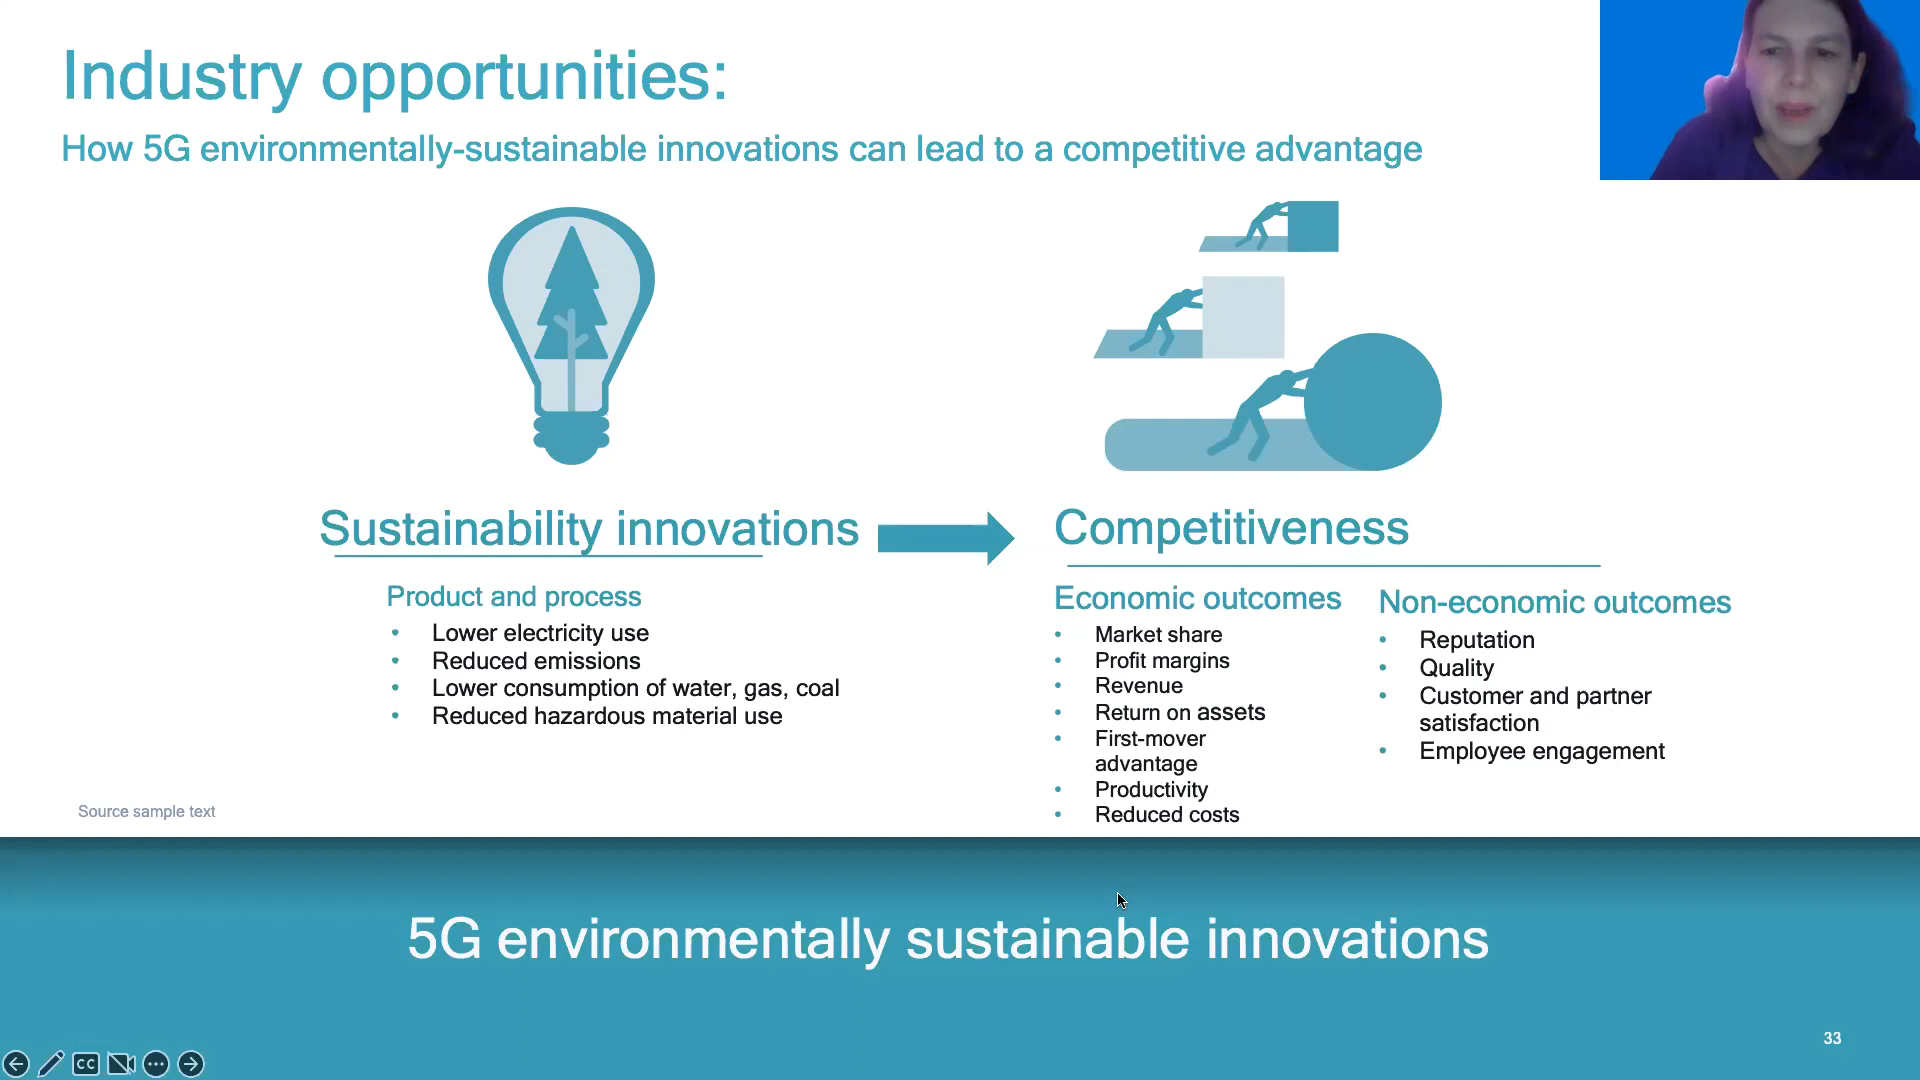 Industry opportunities:
How 5G environmentally-sustainable innovations can lead to a competitive advantage
Sustainability innovations
Product and process
• Lower electricity use
• Reduced emissions
• Lower consumption of water, gas, coal
• Reduced hazardous material use
Competitiveness
Economic outcomes
• Market share
• Profit margins
• Revenue
• Return on assets
• First-mover
advantage
• Productivity
• Reduced costs
Non-economic outcomes
• Reputation
• Quality
• Customer and partner
satisfaction
• Employee engagement
Source sample text
5G environmentally sustainable innovations
33
CC